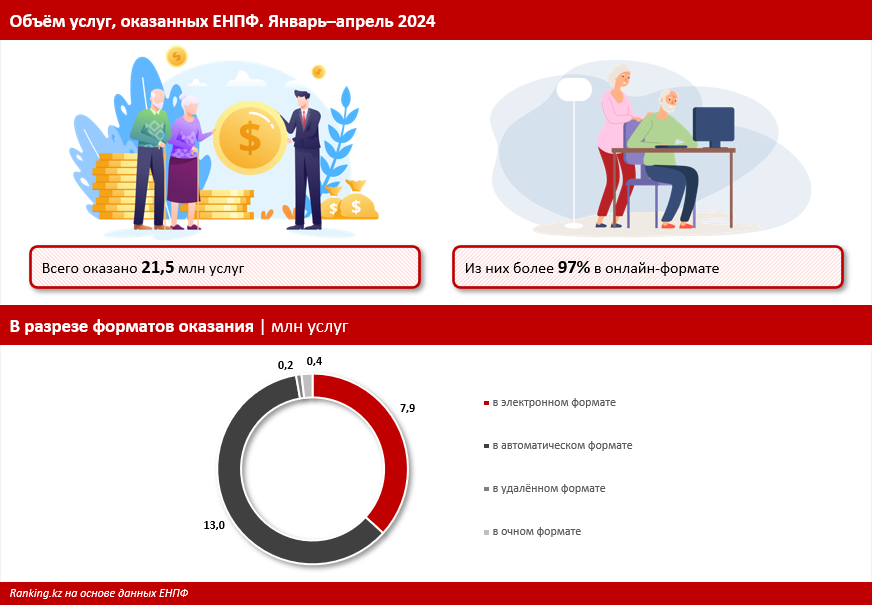 Объём услуг, оказанных ЕНПФ. Январь–апрель 2024
$
$
$
$
Всего оказано 21,5 млн услуг
Из них более 97% в онлайн-формате
В разрезе форматов оказания | млн услуг
0,2
0,4
7,9
13,0
в электронном формате
в автоматическом формате
в удалённом формате
в очном формате
Ranking.kz на основе данных ЕНПФ